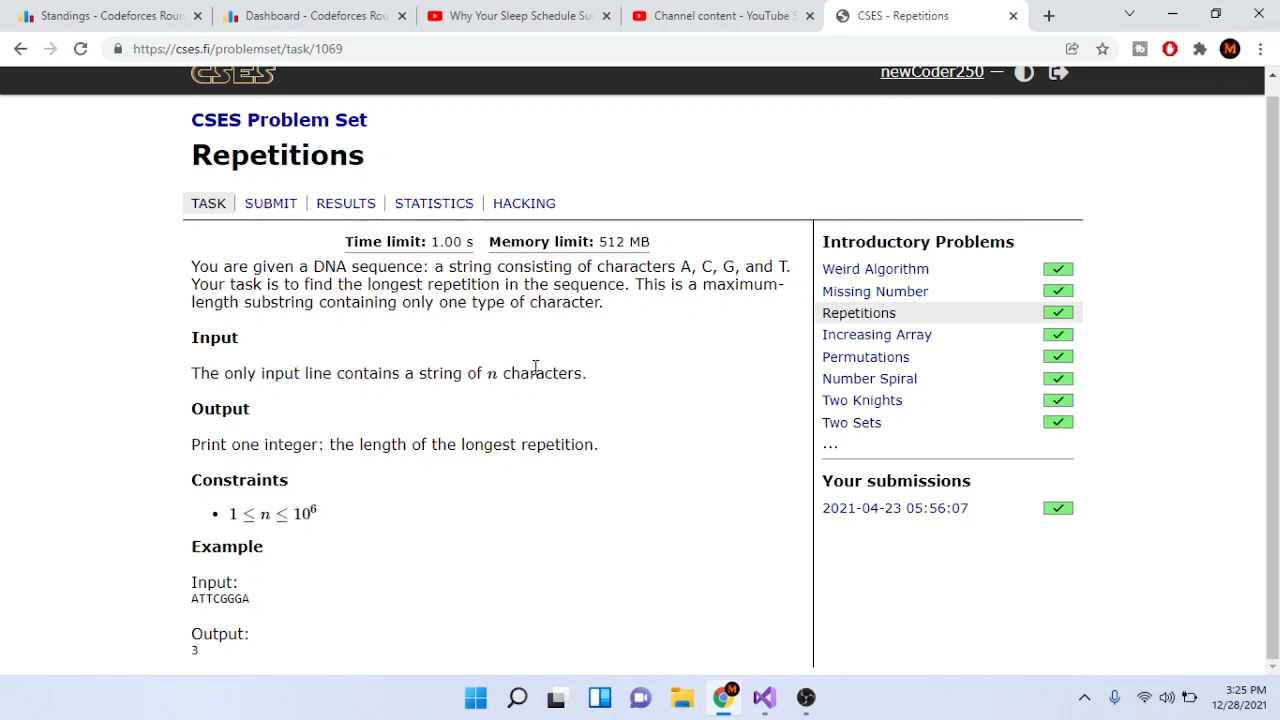 Standings - Codeforces Roun
Dashboard - Codeforces Rou
Why Your Sleep Schedule Su
Channel content - YouTube S
CSES - Repetitions
https://cses.fi/problemset/task/1069
M
CSES
newCoder250 —
CSES Problem Set
Repetitions
TASK | SUBMIT | RESULTS | STATISTICS | HACKING
Time limit: 1.00 s Memory limit: 512 MB
You are given a DNA sequence: a string consisting of characters A, C, G, and T.
Your task is to find the longest repetition in the sequence. This is a maximum-
length substring containing only one type of character.
Input
The only input line contains a string of n characters.
Output
Print one integer: the length of the longest repetition.
Constraints
• 1 ≤ n ≤ 10⁶
Example
Input:
ATTCGGGA
Output:
3
Introductory Problems
Weird Algorithm
Missing Number
Repetitions
Increasing Array
Permutations
Number Spiral
Two Knights
Two Sets
...
Your submissions
2021-04-23 05:56:07
M
3:25 PM
12/28/2021